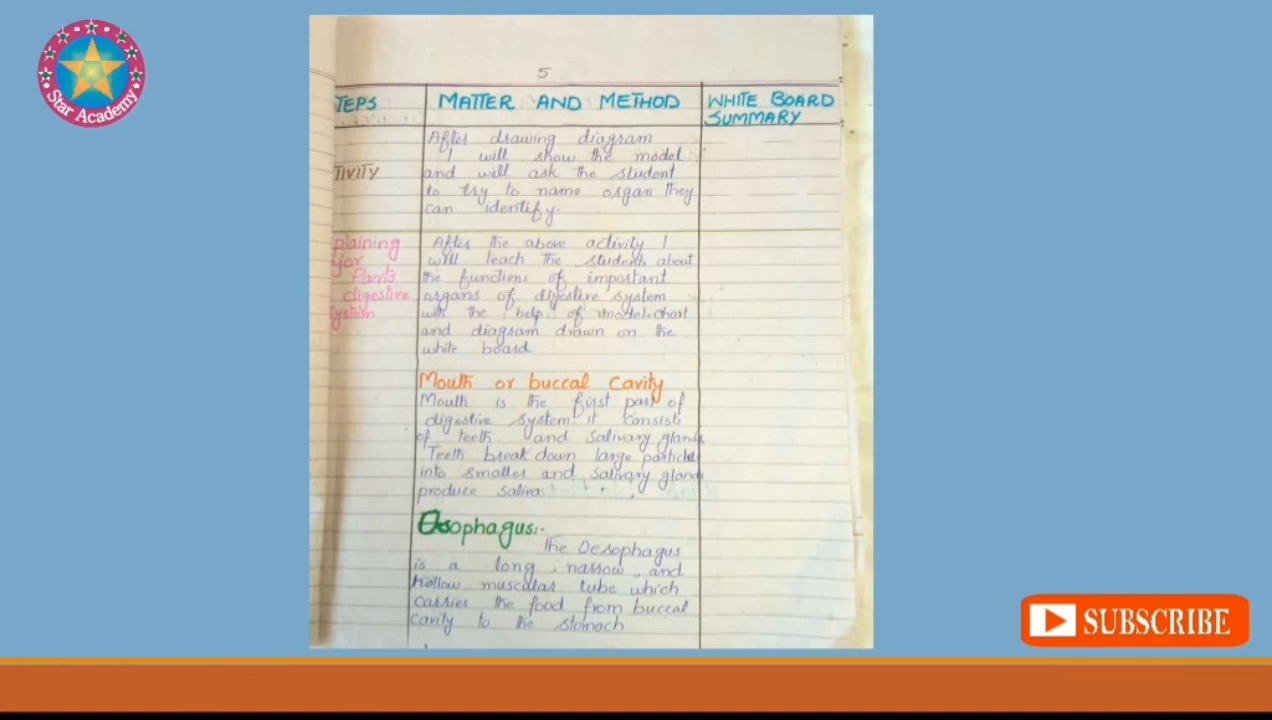 Star Academy
5
TEPS
MATTER AND METHOD
WHITE BOARD
SUMMARY
TIVITY
After drawing diagram
I will show the model
and will ask the student
to try to name organ they
can identify.
plaining
jor
Parts
digestive
system
After the above activity I
will teach the students about
the functions of important
organs of digestive system
with the help of model, chart
and diagram drawn on the
white board
Mouth or buccal Cavity
Mouth is the first part of
digestive system. it consists
of teeth and salivary glands
Teeth break down large particles
into smaller and salivary glands
produce saliva.
Oesophagus:-
The Oesophagus
is a long, narrow, and
Hollow muscular tube which
carries the food from buccal
cavity to the stomach
SUBSCRIBE